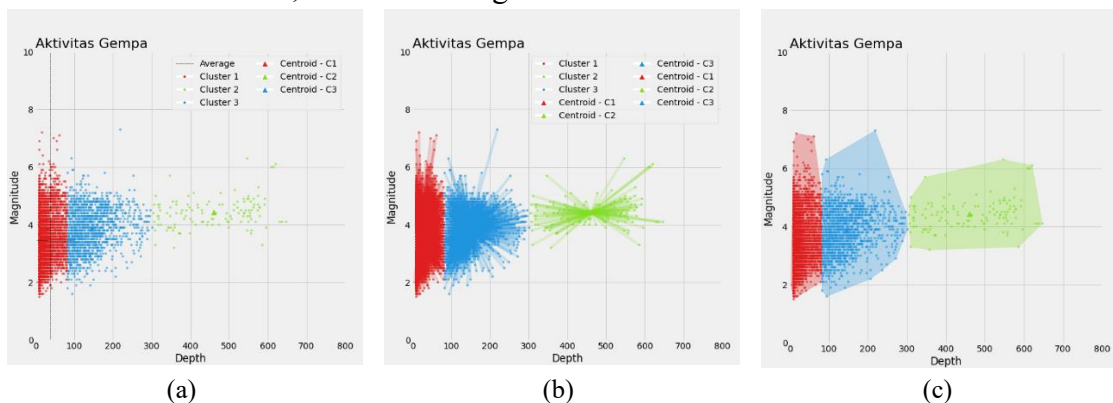 Aktivitas Gempa
Average
Cluster 1
Cluster 2
Cluster 3
Centroid - C1
Centroid - C2
Centroid - C3
10
8
6
4
2
0
Magnitude
0 100 200 300 400 500 600 700 800
Depth
(a)
Aktivitas Gempa
Cluster 1
Cluster 2
Cluster 3
Centroid - C1
Centroid - C2
Centroid - C3
Centroid - C1
Centroid - C2
Centroid - C3
10
8
6
4
2
0
Magnitude
0 100 200 300 400 500 600 700 800
Depth
(b)
Aktivitas Gempa
10
8
6
4
2
0
Magnitude
0 100 200 300 400 500 600 700 800
Depth
(c)